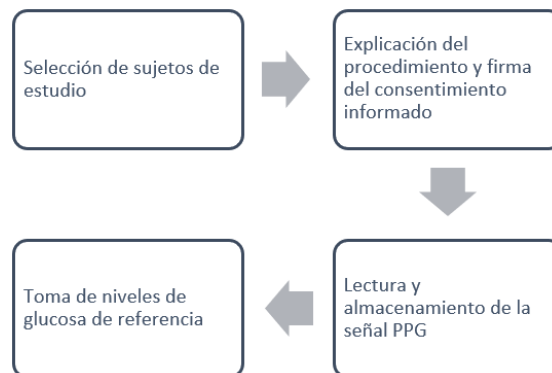 Selección de sujetos de
estudio
Explicación del
procedimiento y firma
del consentimiento
informado
Lectura y
almacenamiento de la
señal PPG
Toma de niveles de
glucosa de referencia